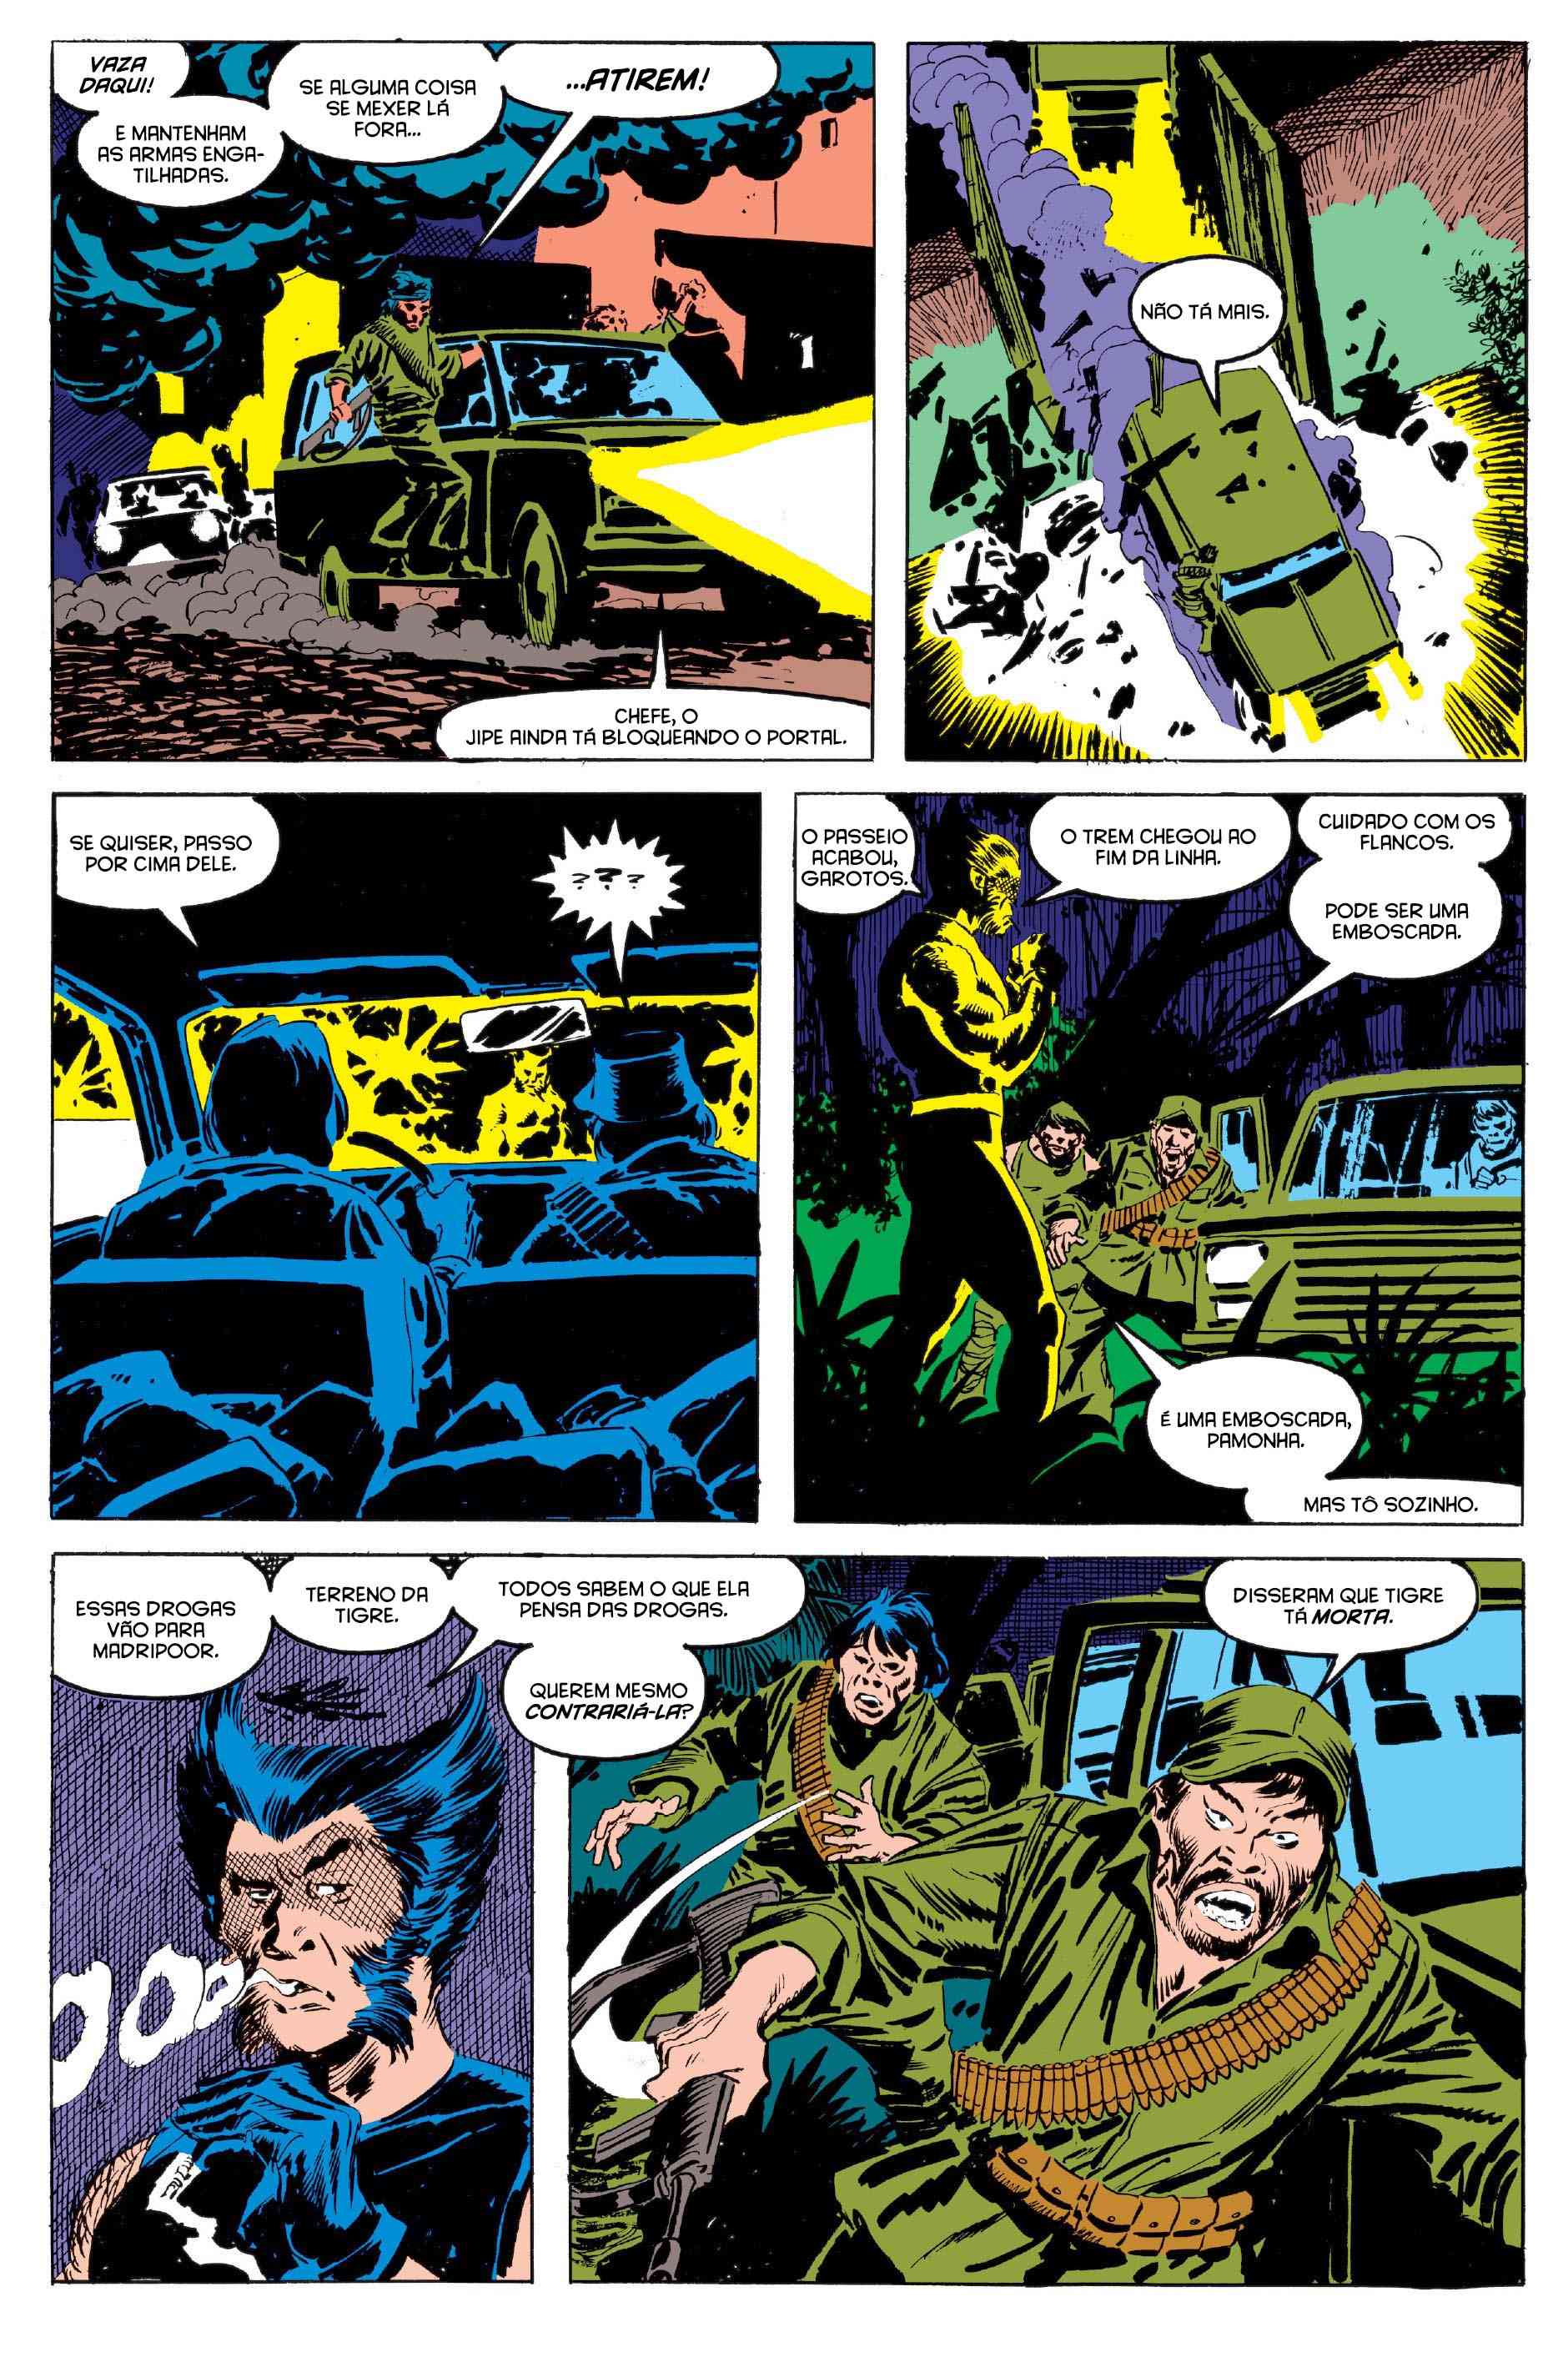 VAZA
DAQUI!
E MANTENHAM
AS ARMAS ENGA-
TILHADAS.
SE ALGUMA COISA
SE MEXER LÁ
FORA...
...ATIREM!
CHEFE, O
JIPE AINDA TÁ BLOQUEANDO O PORTAL.
NÃO TÁ MAIS.
SE QUISER, PASSO
POR CIMA DELE.
???
O PASSEIO
ACABOU,
GAROTOS.
O TREM CHEGOU AO
FIM DA LINHA.
CUIDADO COM OS
FLANCOS.
PODE SER UMA
EMBOSCADA.
É UMA EMBOSCADA,
PAMONHA.
MAS TÔ SOZINHO.
ESSAS DROGAS
VÃO PARA
MADRIPOOR.
TERRENO DA
TIGRE.
TODOS SABEM O QUE ELA
PENSA DAS DROGAS.
QUEREM MESMO
CONTRARIÁ-LA?
DISSERAM QUE TIGRE
TÁ MORTA.